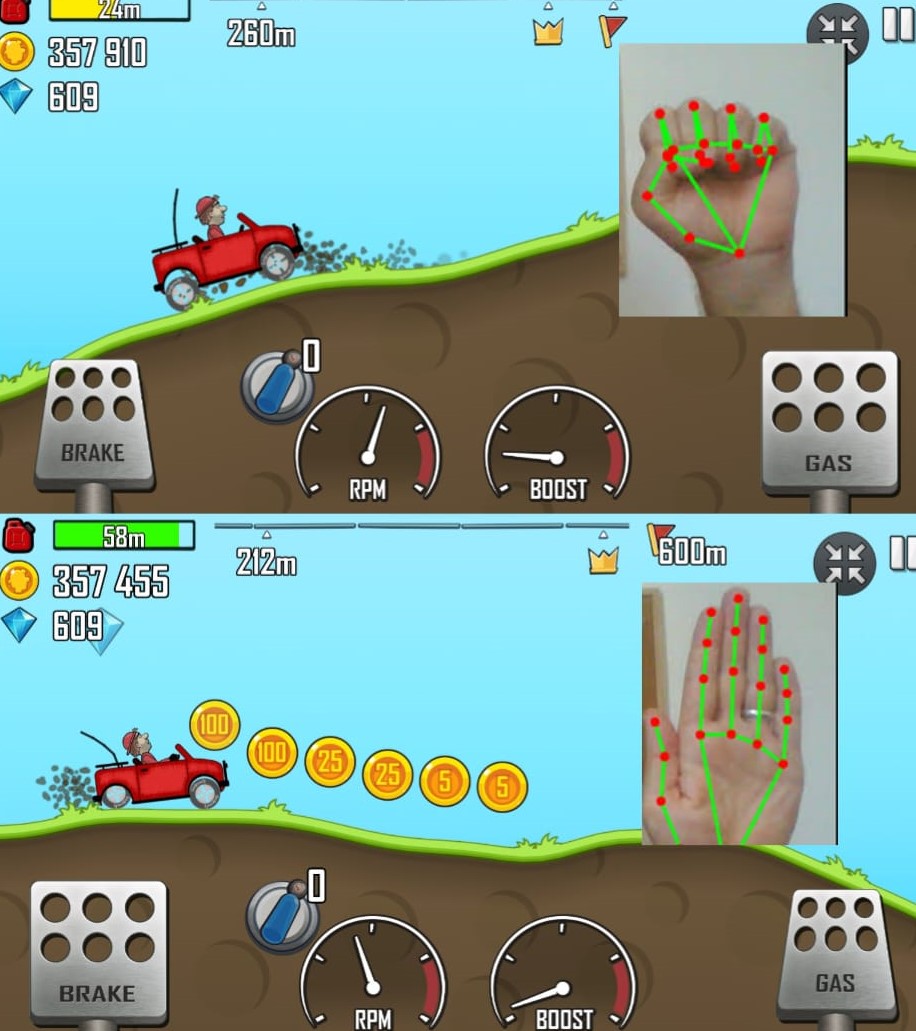 24m
260m
357 910
609
0
BRAKE
RPM
BOOST
GAS
58m
212m
600m
357 455
609
100
100
25
25
5
5
0
BRAKE
RPM
BOOST
GAS